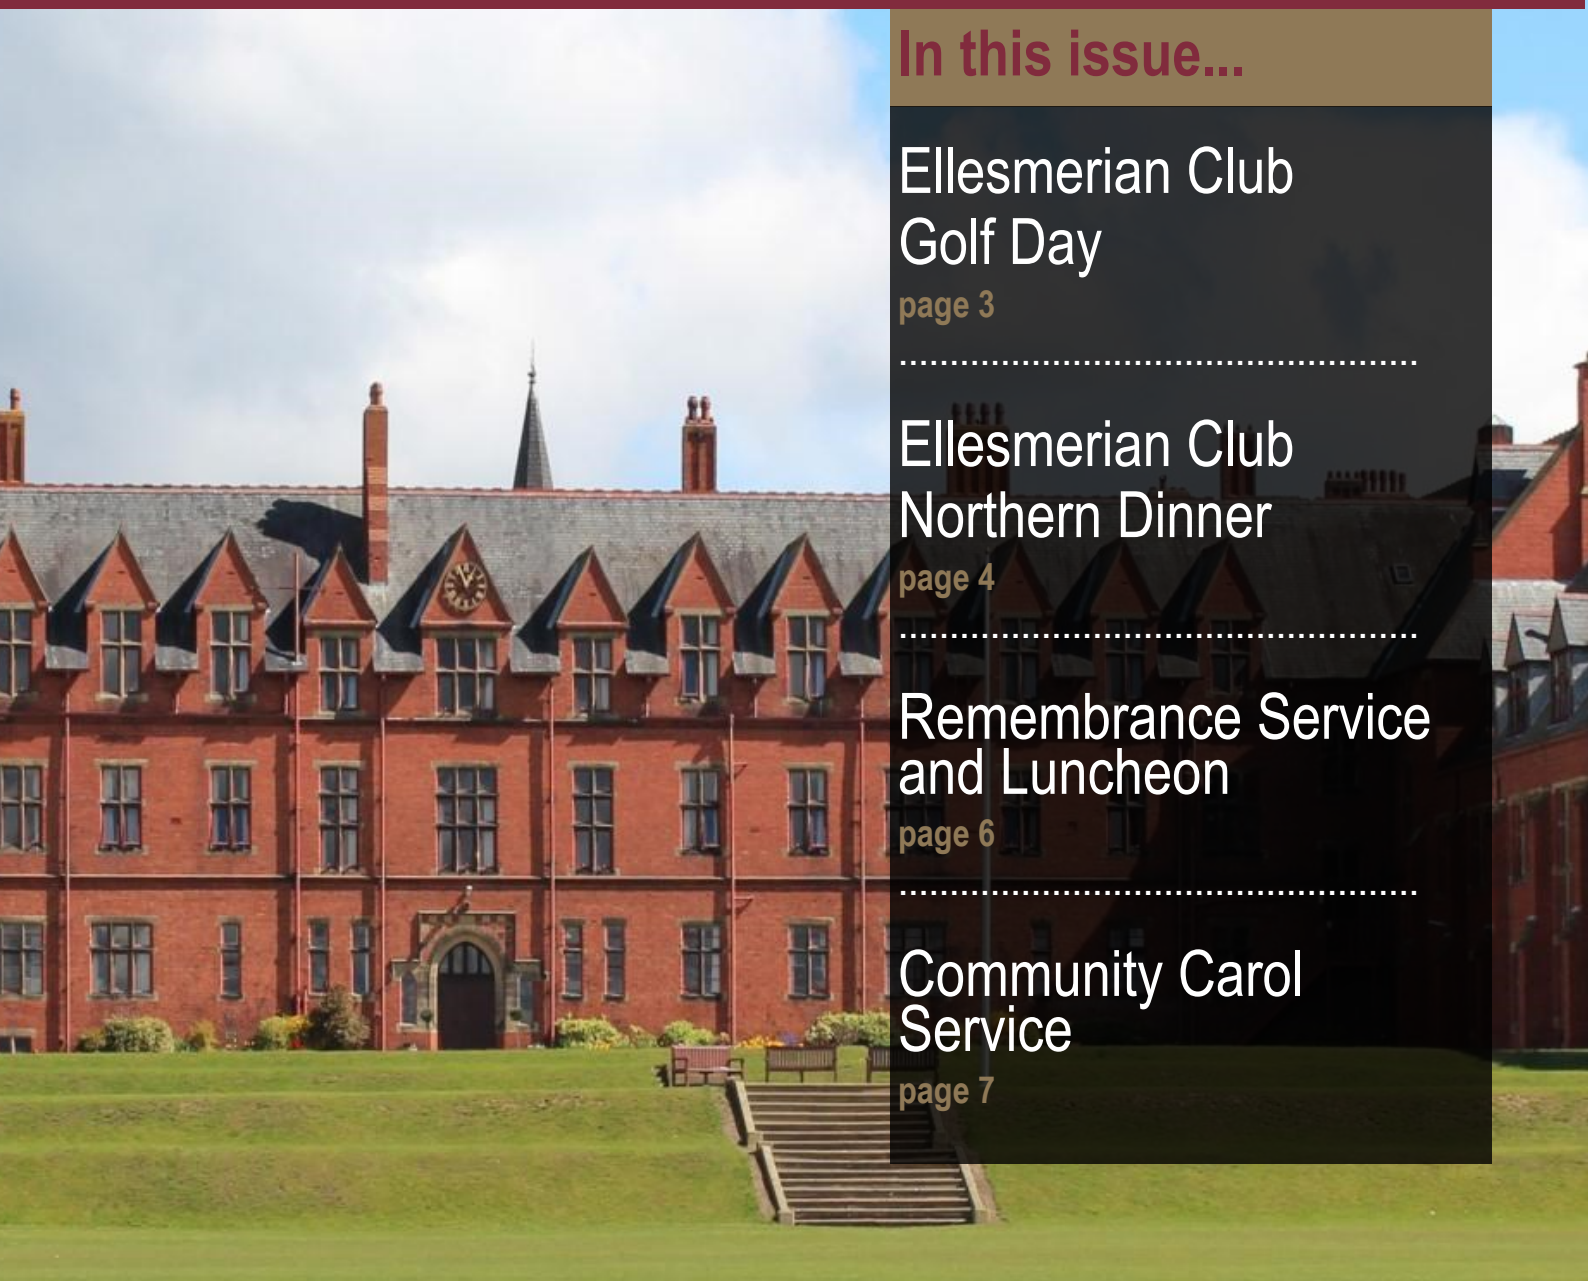 In this issue...
Ellesmerian Club
Golf Day
page 3
Ellesmerian Club
Northern Dinner
page 4
Remembrance Service
and Luncheon
page 6
Community Carol
Service
page 7